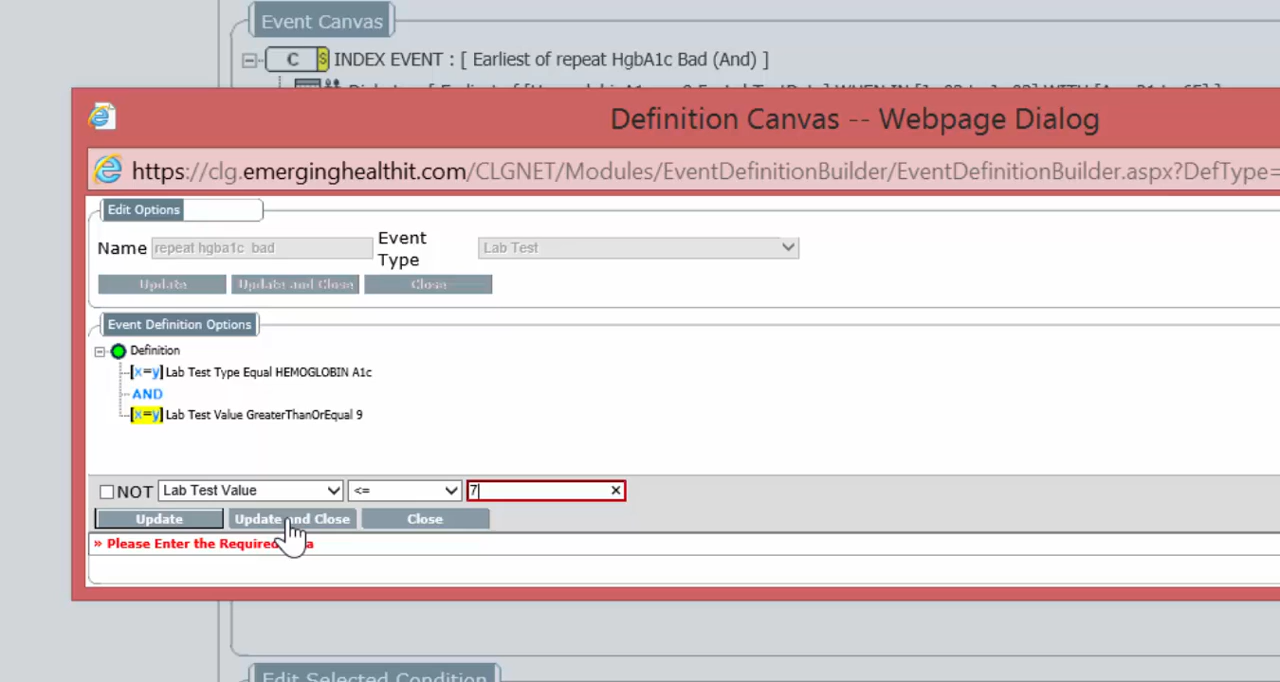 Event Canvas
C $ INDEX EVENT : [ Earliest of repeat HgbA1c Bad (And) ]
Definition Canvas -- Webpage Dialog
https://clg.emerginghealthit.com/CLGNET/Modules/EventDefinitionBuilder/EventDefinitionBuilder.aspx?DefType=
Edit Options
Name repeat hgba1c bad Event Type Lab Test
Update Update and Close Close
Event Definition Options
Definition
[x=y] Lab Test Type Equal HEMOGLOBIN A1c
AND
[x=y] Lab Test Value GreaterThanOrEqual 9
NOT Lab Test Value <= 7
Update Update and Close Close
» Please Enter the Required
Edit Selected Condition